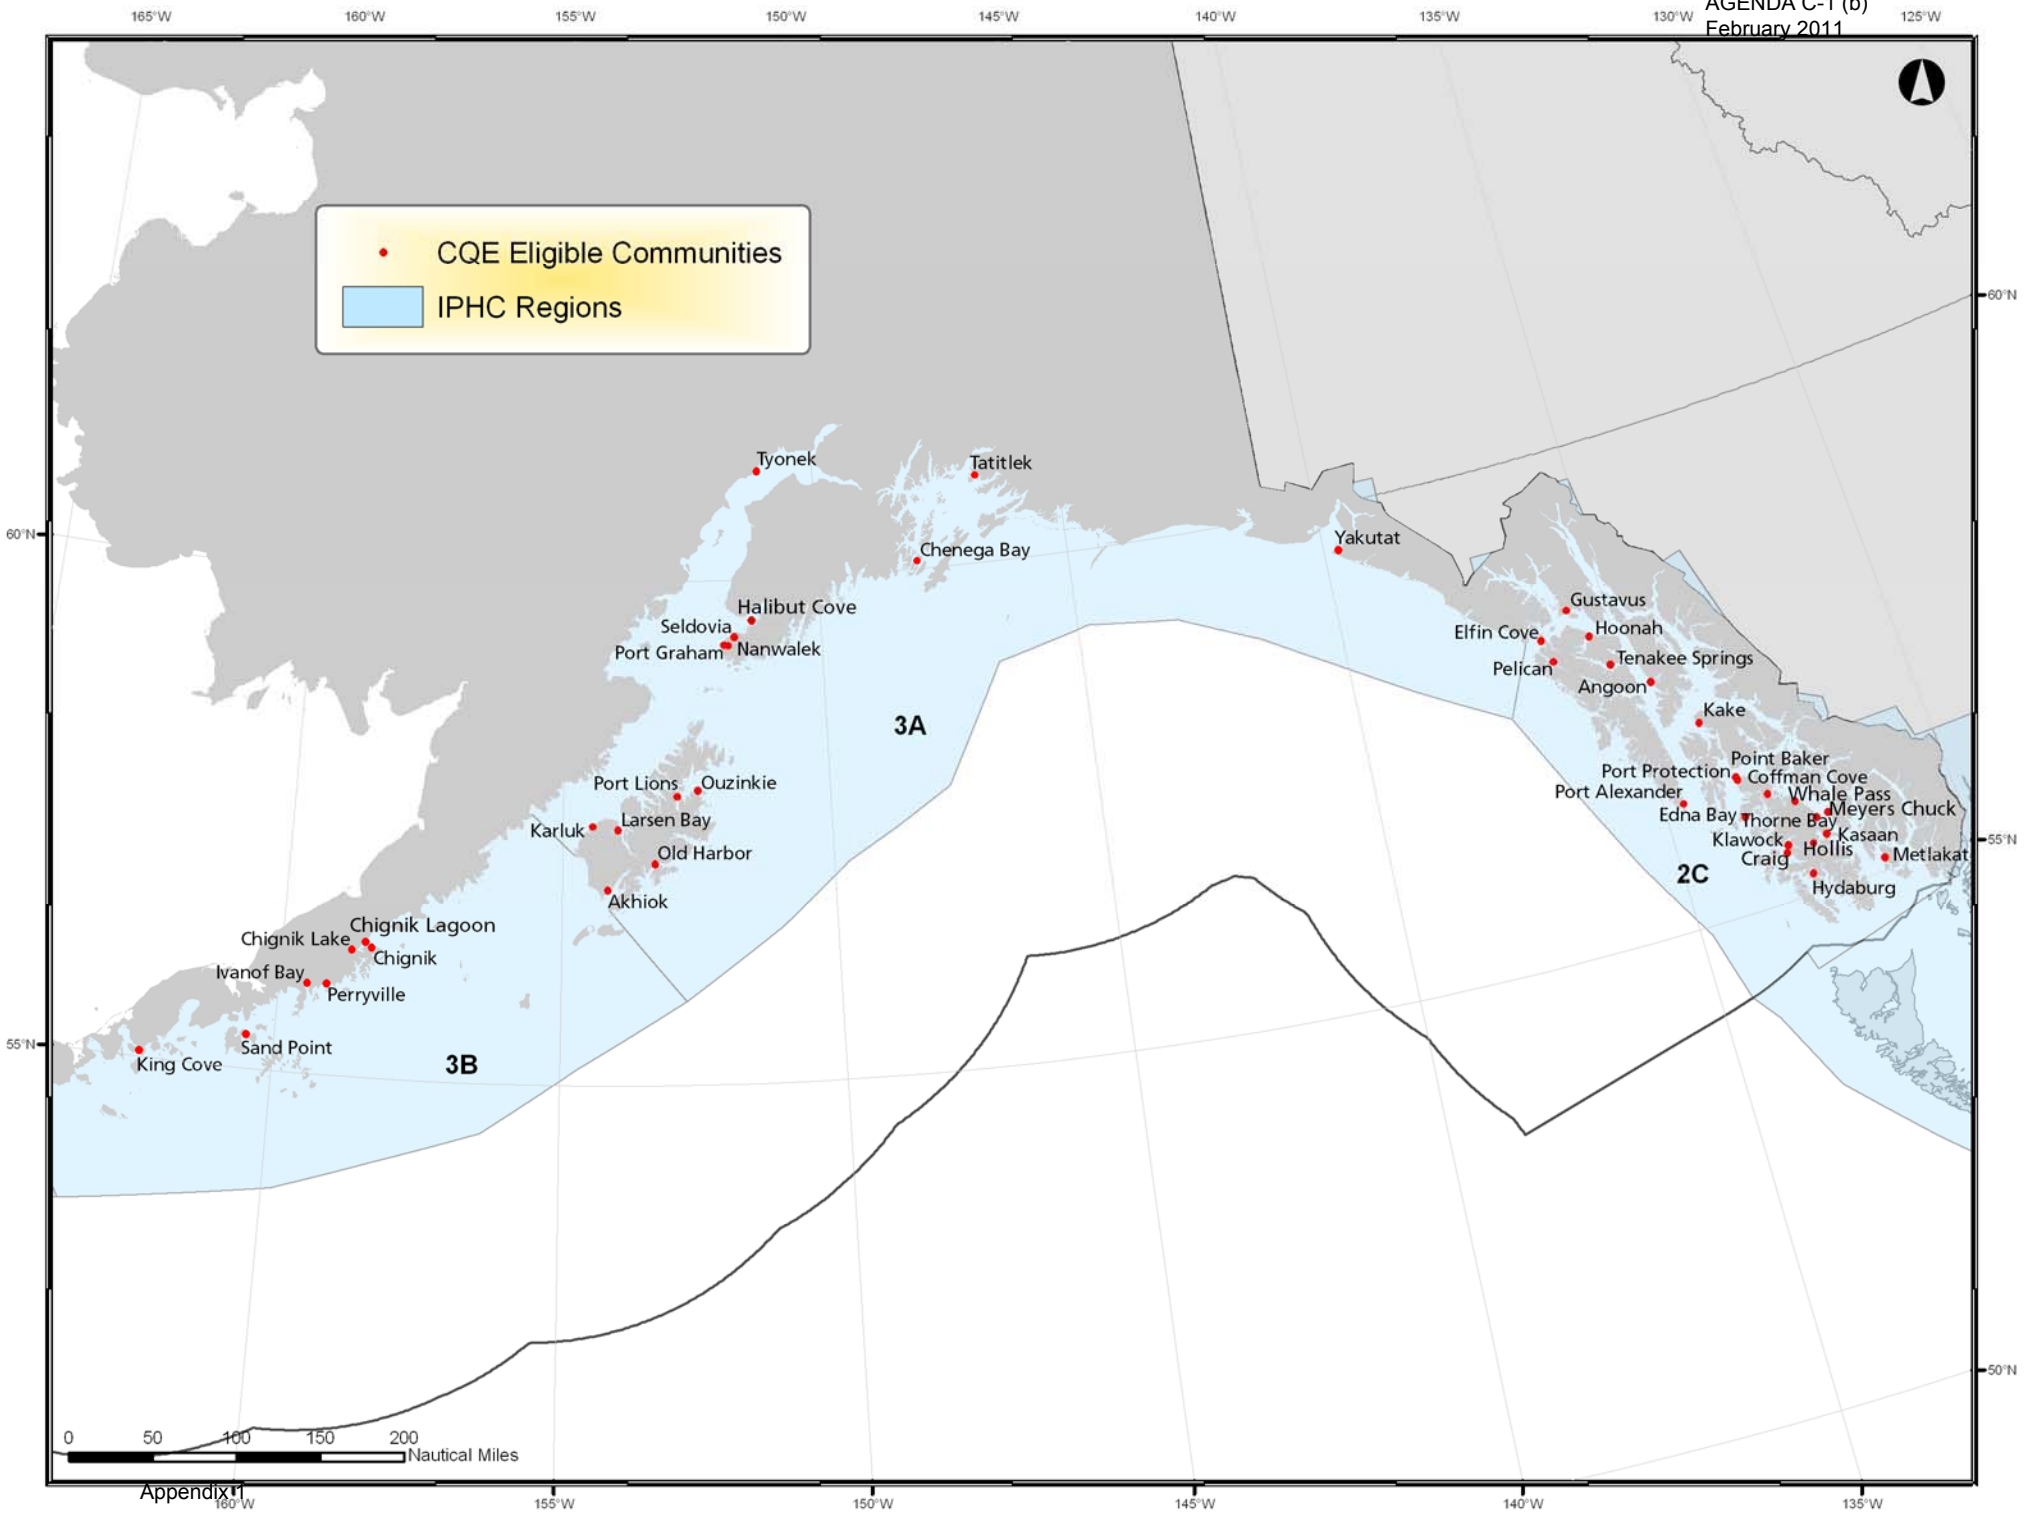 AGENDA C-1 (b)
February 2011
165°W 160°W 155°W 150°W 145°W 140°W 135°W 130°W 125°W
CQE Eligible Communities
IPHC Regions
60°N
60°N
Tyonek
Tatitlek
Chenega Bay
Yakutat
Halibut Cove
Seldovia
Port Graham
Nanwalek
Gustavus
Elfin Cove
Hoonah
Pelican
Tenakee Springs
Angoon
Kake
3A
Port Lions
Ouzinkie
Karluk
Larsen Bay
Old Harbor
Akhiok
Point Baker
Port Protection
Coffman Cove
Port Alexander
Whale Pass
Edna Bay
Thorne Bay
Meyers Chuck
Klawock
Kasaan
Craig
Hollis
Metlakat
Hydaburg
2C
55°N
Chignik Lagoon
Chignik Lake
Chignik
Ivanof Bay
Perryville
Sand Point
King Cove
3B
55°N
50°N
0 50 100 150 200
Nautical Miles
Appendix 1
160°W 155°W 150°W 145°W 140°W 135°W